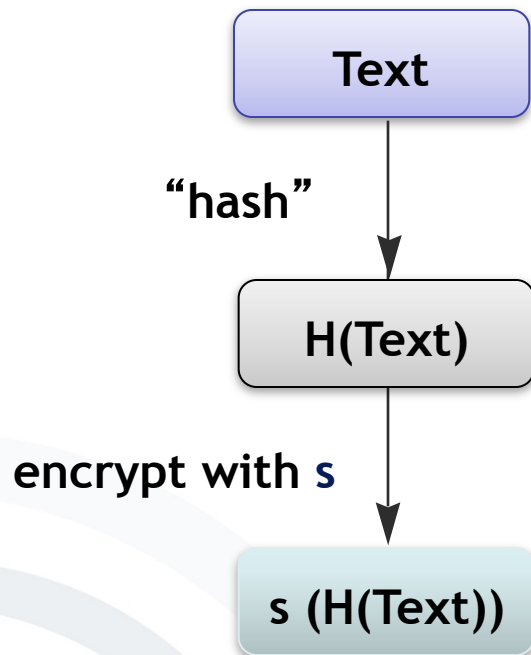 Text
“hash”
H(Text)
encrypt with s
s (H(Text))